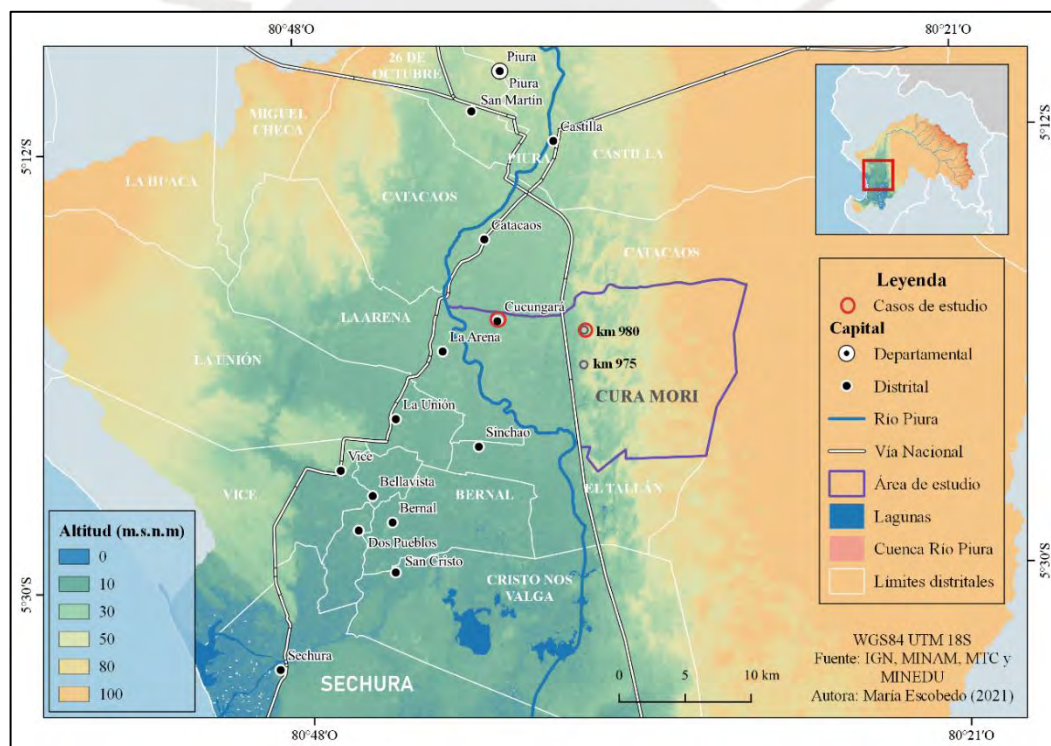 80°48'O
80°21'O
5°12'S
5°12'S
26 DE
OCTUBRE
Piura
Piura
San Martín
MIGUEL
CHECA
Castilla
PIURA
CASTILLA
LA HUACA
CATACAOS
Catacaos
CATACAOS
Cucungará
LA ARENA
km 980
La Arena
km 975
LA UNIÓN
CURA MORI
La Unión
Sinchao
Vice
VICE
Bellavista
BERNAL
EL TALLÁN
Bernal
Dos Pueblos
San Cristo
CRISTO NOS
VALGA
Sechura
SECHURA
5°30'S
5°30'S
80°48'O
80°21'O
Altitud (m.s.n.m)
0
10
30
50
80
100
0 5 10 km
Leyenda
Casos de estudio
Capital
Departamental
Distrital
Río Piura
Vía Nacional
Área de estudio
Lagunas
Cuenca Río Piura
Límites distritales
WGS84 UTM 18S
Fuente: IGN, MINAM, MTC y
MINEDU
Autora: María Escobedo (2021)